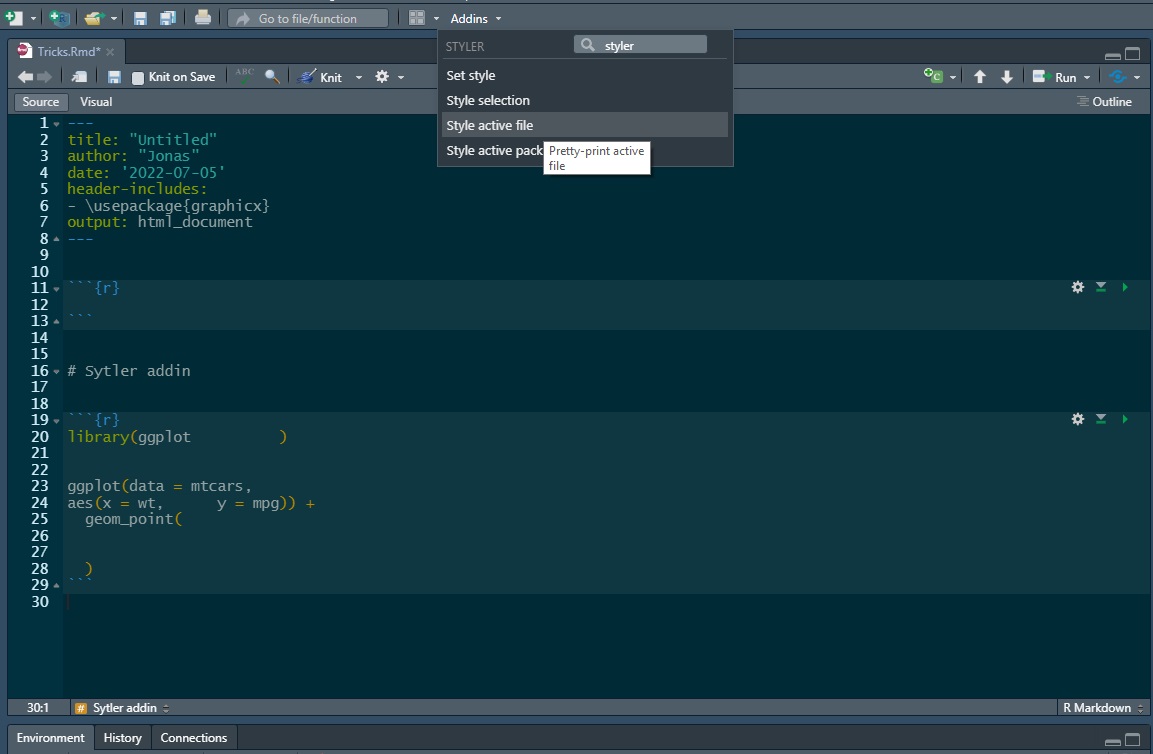 Go to file/function
Addins
STYLER
styler
Set style
Style selection
Style active file
Style active pack
Pretty-print active
file
Tricks.Rmd*
Knit on Save
ABC
Knit
Run
Source
Visual
Outline
1 ---
2 title: "Untitled"
3 author: "Jonas"
4 date: '2022-07-05'
5 header-includes:
6 - \usepackage{graphicx}
7 output: html_document
8 ---
9
10
11 ```{r}
12
13 ```
14
15
16 # Sytler addin
17
18
19 ```{r}
20 library(ggplot          )
21
22
23 ggplot(data = mtcars,
24 aes(x = wt,      y = mpg)) +
25   geom_point(
26
27
28   )
29 ```
30
30:1
# Sytler addin
R Markdown
Environment
History
Connections